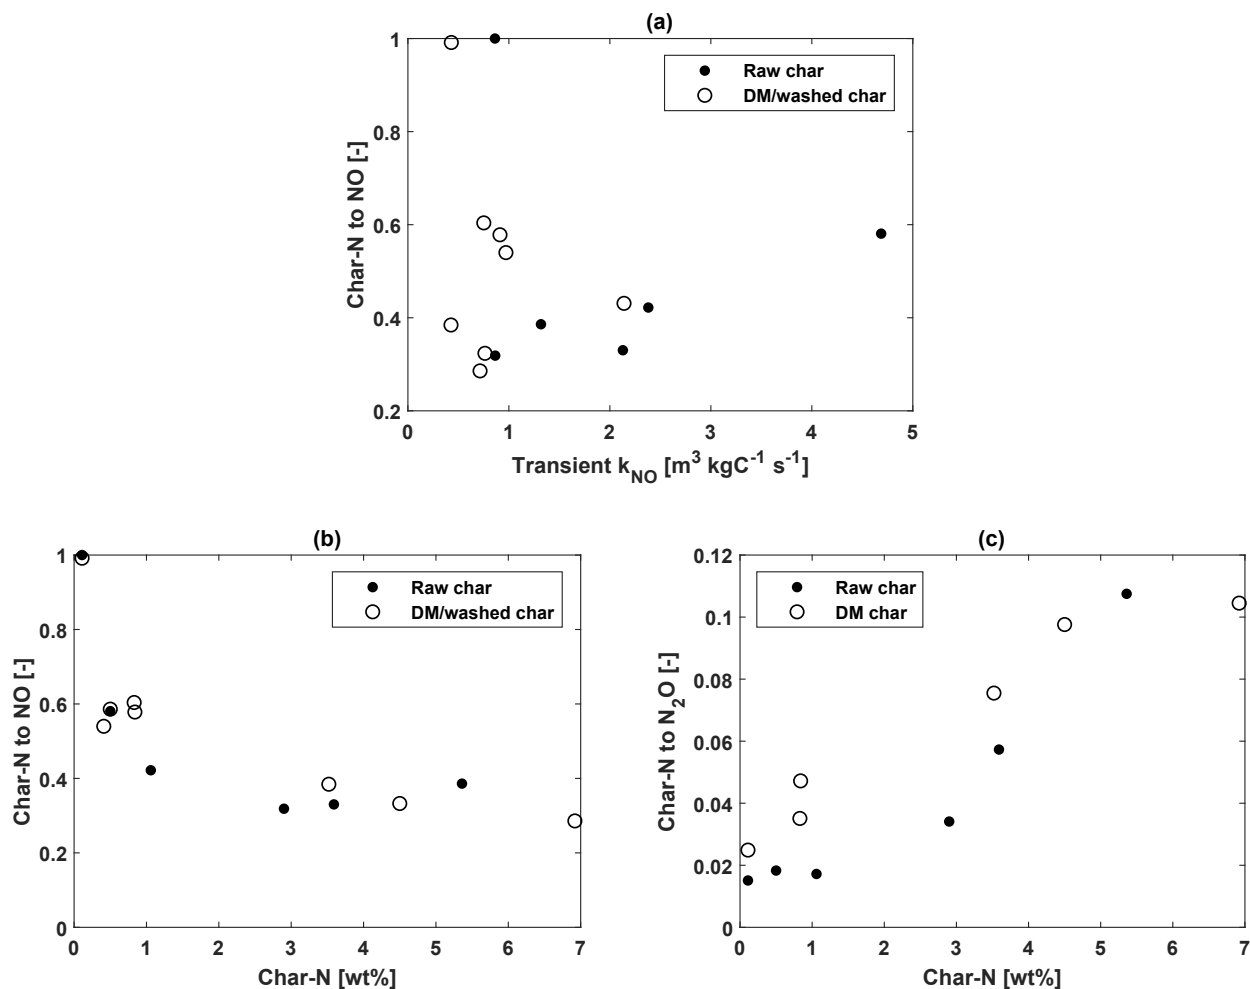 (a)
1
0.8
0.6
0.4
0.2
Char-N to NO [-]
Raw char
DM/washed char
0 1 2 3 4 5
Transient k_NO [m³ kgC⁻¹ s⁻¹]
(b)
1
0.8
0.6
0.4
0.2
0
Char-N to NO [-]
Raw char
DM/washed char
0 1 2 3 4 5 6 7
Char-N [wt%]
(c)
0.12
0.1
0.08
0.06
0.04
0.02
0
Char-N to N₂O [-]
Raw char
DM char
0 1 2 3 4 5 6 7
Char-N [wt%]